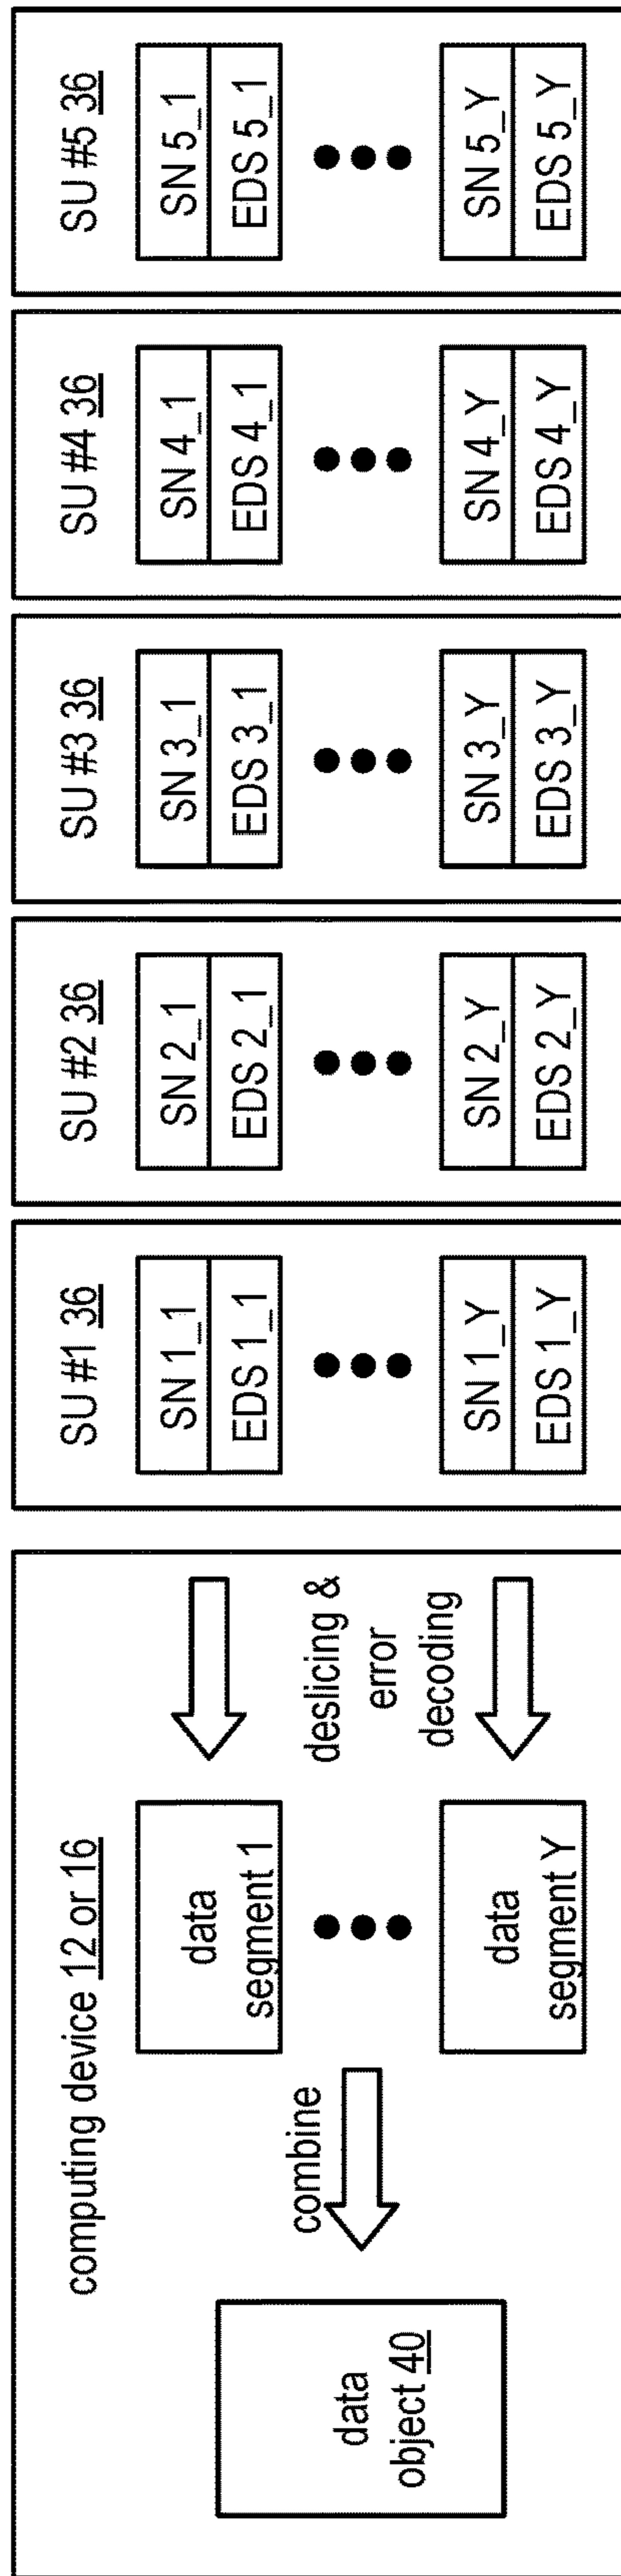 computing device 12 or 16
data
object 40
combine
data
segment 1
data
segment Y
deslicing &
error
decoding
SU #1 36
SN 1_1
EDS 1_1
SN 1_Y
EDS 1_Y
SU #2 36
SN 2_1
EDS 2_1
SN 2_Y
EDS 2_Y
SU #3 36
SN 3_1
EDS 3_1
SN 3_Y
EDS 3_Y
SU #4 36
SN 4_1
EDS 4_1
SN 4_Y
EDS 4_Y
SU #5 36
SN 5_1
EDS 5_1
SN 5_Y
EDS 5_Y